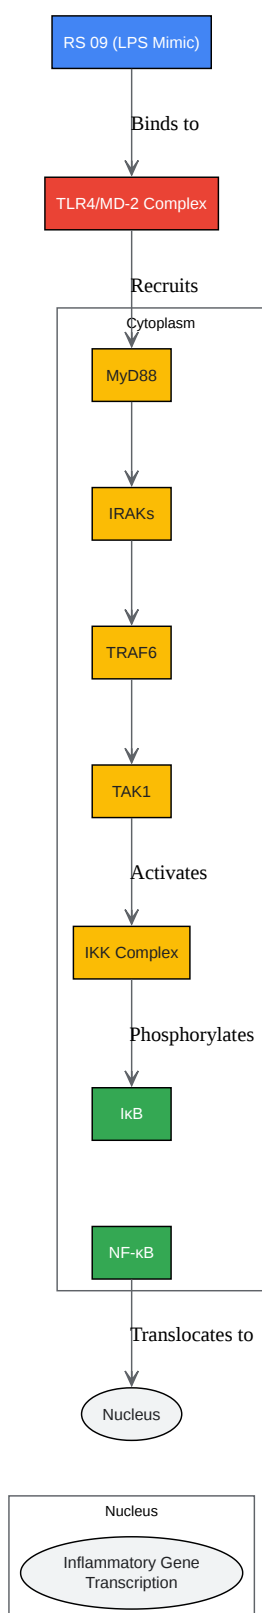 RS 09 (LPS Mimic)
Binds to
TLR4/MD-2 Complex
Recruits
Cytoplasm
MyD88
IRAKs
TRAF6
TAK1
Activates
IKK Complex
Phosphorylates
IκB
NF-κB
Translocates to
Nucleus
Nucleus
Inflammatory Gene
Transcription